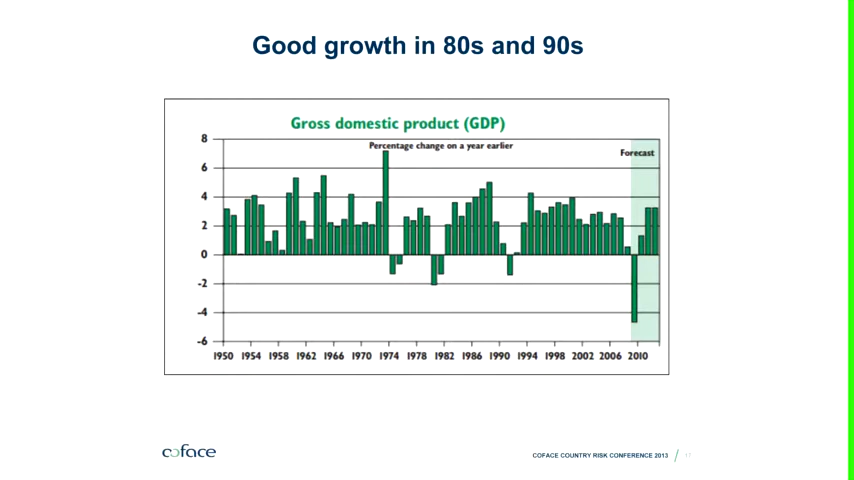 Good growth in 80s and 90s
Gross domestic product (GDP)
Percentage change on a year earlier
Forecast
8
6
4
2
0
-2
-4
-6
1950 1954 1958 1962 1966 1970 1974 1978 1982 1986 1990 1994 1998 2002 2006 2010
coface
COFACE COUNTRY RISK CONFERENCE 2013 /